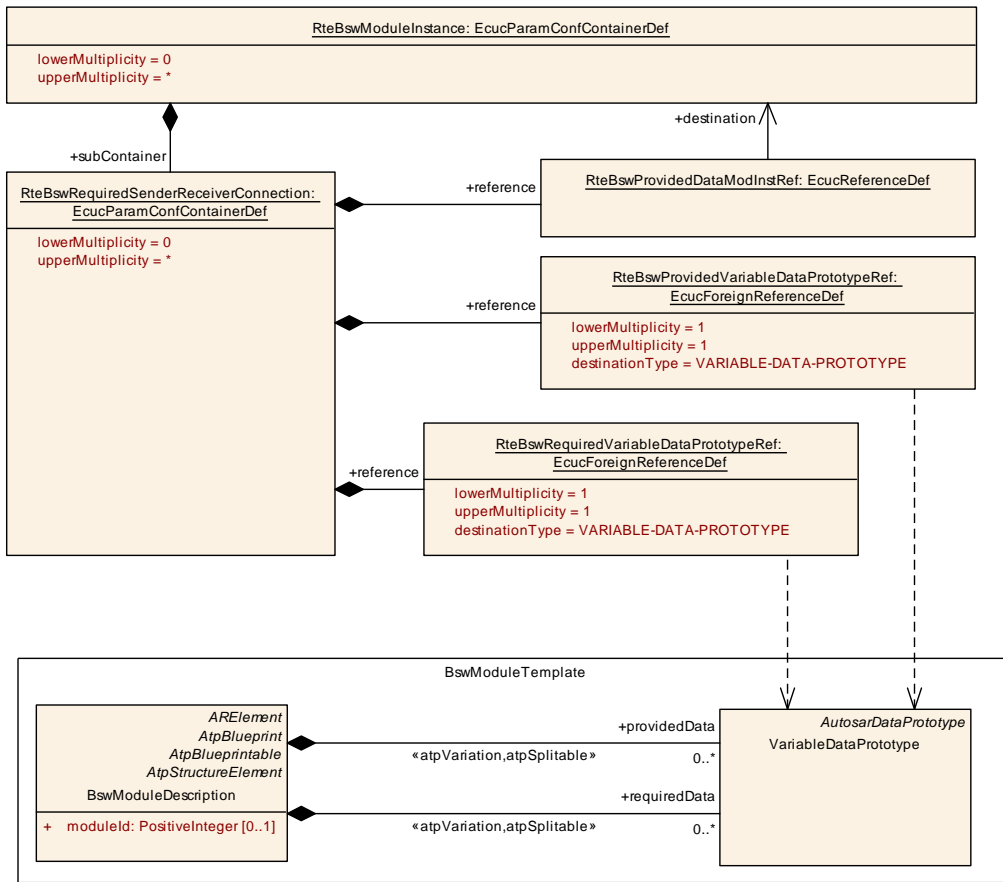 RteBswModuleInstance: EcucParamConfContainerDef
lowerMultiplicity = 0
upperMultiplicity = *
+destination
+subContainer
RteBswRequiredSenderReceiverConnection:
EcucParamConfContainerDef
lowerMultiplicity = 0
upperMultiplicity = *
+reference
RteBswProvidedDataModInstRef: EcucReferenceDef
+reference
RteBswProvidedVariableDataPrototypeRef:
EcucForeignReferenceDef
lowerMultiplicity = 1
upperMultiplicity = 1
destinationType = VARIABLE-DATA-PROTOTYPE
+reference
RteBswRequiredVariableDataPrototypeRef:
EcucForeignReferenceDef
lowerMultiplicity = 1
upperMultiplicity = 1
destinationType = VARIABLE-DATA-PROTOTYPE
BswModuleTemplate
ARElement
AtpBlueprint
AtpBlueprintable
AtpStructureElement
BswModuleDescription
+ moduleId: PositiveInteger [0..1]
+providedData
«atpVariation,atpSplitable»
0..*
+requiredData
«atpVariation,atpSplitable»
0..*
AutosarDataPrototype
VariableDataPrototype